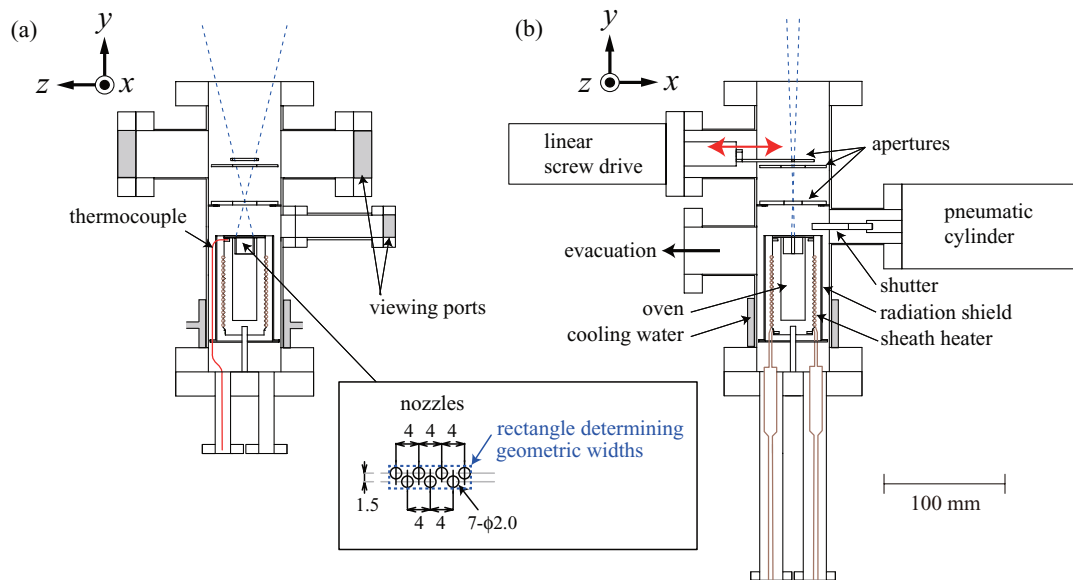 (a)
y
z
x
thermocouple
viewing ports
nozzles
4 4 4
rectangle determining
geometric widths
1.5
4 4
7-ϕ2.0
(b)
y
z
x
linear
screw drive
apertures
pneumatic
cylinder
evacuation
shutter
oven
radiation shield
cooling water
sheath heater
100 mm